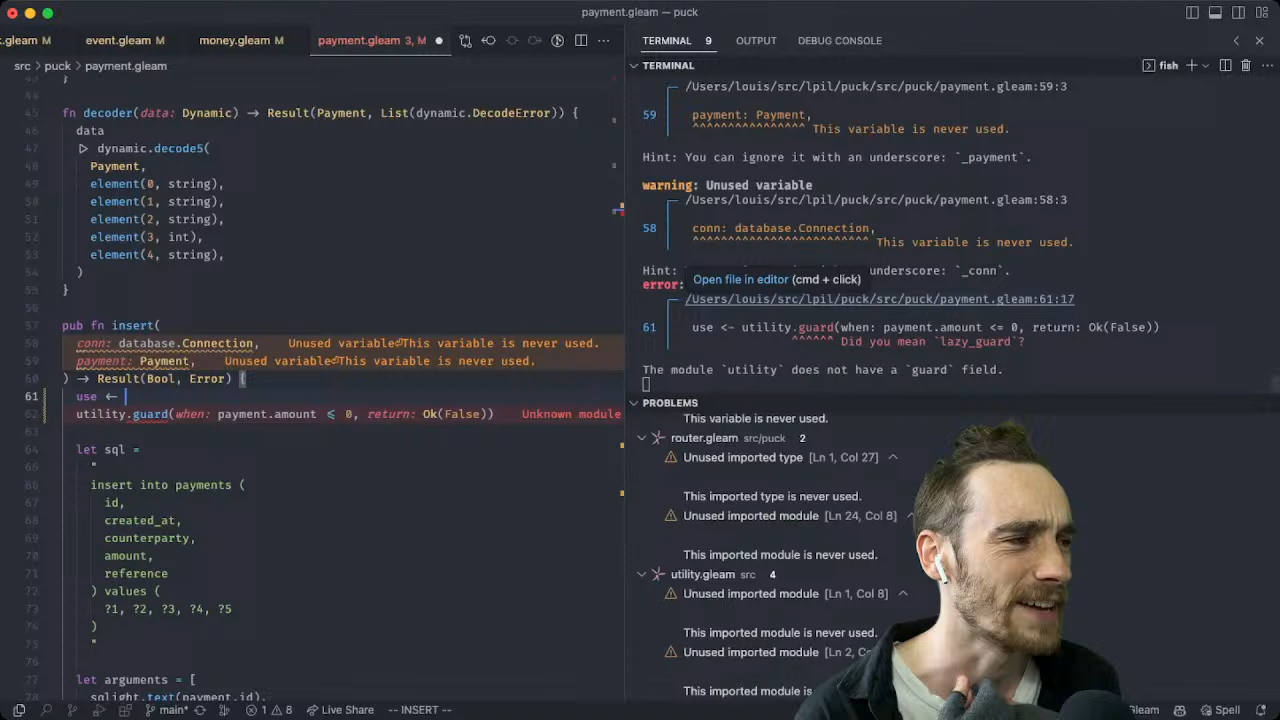 payment.gleam — puck
.gleam M
event.gleam M
money.gleam M
payment.gleam 3, M
src > puck > payment.gleam
}
44
45 fn decoder(data: Dynamic) -> Result(Payment, List(dynamic.DecodeError)) {
46 data
47 |> dynamic.decode5(
48 Payment,
49 element(0, string),
50 element(1, string),
51 element(2, string),
52 element(3, int),
53 element(4, string),
54 )
55 }
56
57 pub fn insert(
58 conn: database.Connection, Unused variable⏎This variable is never used.
59 payment: Payment, Unused variable⏎This variable is never used.
60 ) -> Result(Bool, Error) {
61 use <-
62 utility.guard(when: payment.amount <= 0, return: Ok(False)) Unknown module
63
64 let sql =
65 "
66 insert into payments (
67 id,
68 created_at,
69 counterparty,
70 amount,
71 reference
72 ) values (
73 ?1, ?2, ?3, ?4, ?5
74 )
75 "
76
77 let arguments = [
78 sqlight.text(payment.id),
main* 1 8 Live Share -- INSERT --
TERMINAL 9 OUTPUT DEBUG CONSOLE
TERMINAL fish
/Users/louis/src/lpil/puck/src/puck/payment.gleam:59:3
59 payment: Payment,
^^^^^^^^^^^^^^^^ This variable is never used.
Hint: You can ignore it with an underscore: `_payment`.
warning: Unused variable
/Users/louis/src/lpil/puck/src/puck/payment.gleam:58:3
58 conn: database.Connection,
^^^^^^^^^^^^^^^^^^^^^^^^^ This variable is never used.
Hint: underscore: `_conn`.
Open file in editor (cmd + click)
error:
/Users/louis/src/lpil/puck/src/puck/payment.gleam:61:17
61 use <- utility.guard(when: payment.amount <= 0, return: Ok(False))
^^^^^^ Did you mean `lazy_guard`?
The module `utility` does not have a `guard` field.
PROBLEMS
This variable is never used.
router.gleam src/puck 2
Unused imported type [Ln 1, Col 27]
This imported type is never used.
Unused imported module [Ln 24, Col 8]
This imported module is never used.
utility.gleam src 4
Unused imported module [Ln 1, Col 8]
This imported module is never used.
Unused imported module [Ln 2,
This imported module is
Gleam Spell